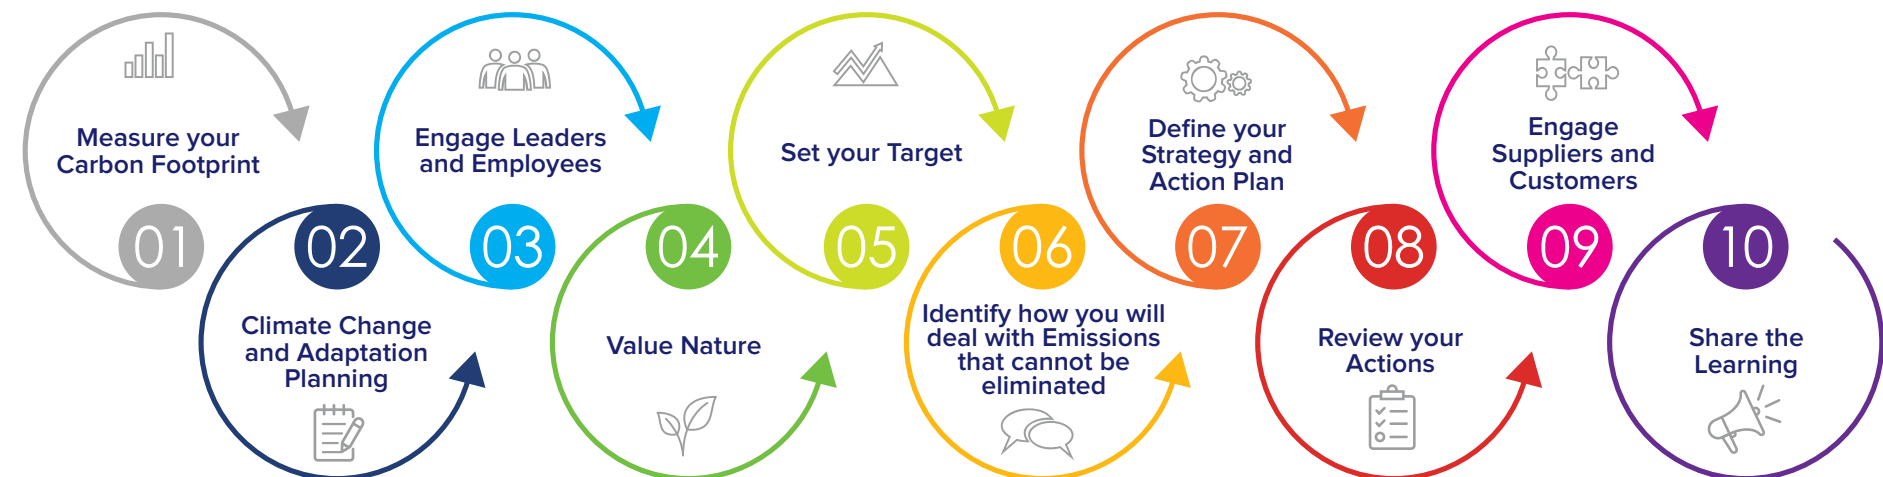 Measure your
Carbon Footprint
01
02
Climate Change
and Adaptation
Planning
Engage Leaders
and Employees
03
04
Value Nature
Set your Target
05
06
Identify how you will
deal with Emissions
that cannot be
eliminated
Define your
Strategy and
Action Plan
07
08
Review your
Actions
Engage
Suppliers and
Customers
09
10
Share the
Learning